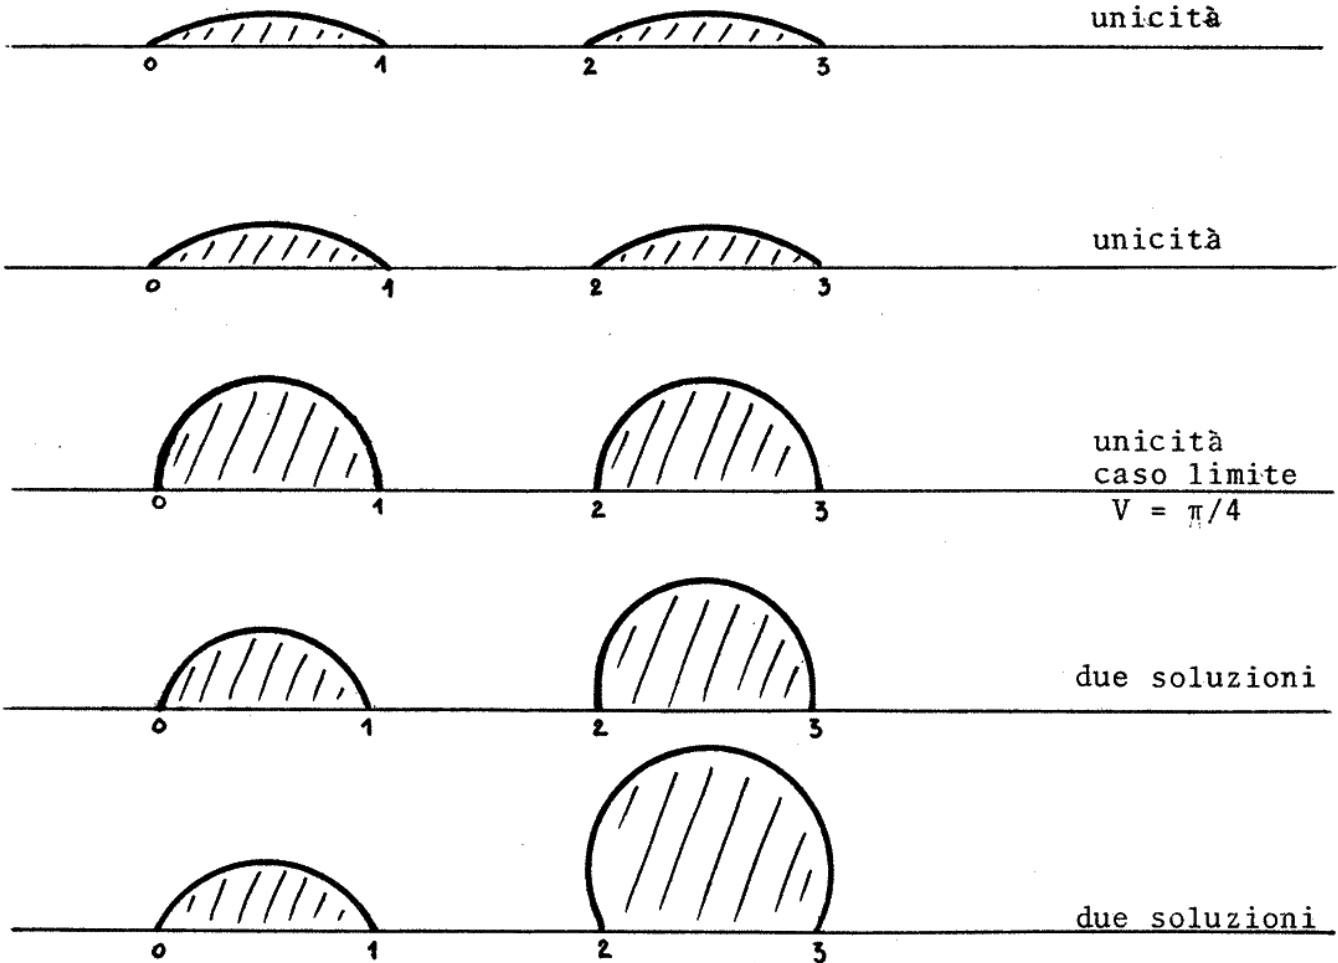 unicità
0 1 2 3
unicità
0 1 2 3
unicità
caso limite
V = π/4
0 1 2 3
due soluzioni
0 1 2 3
due soluzioni
0 1 2 3